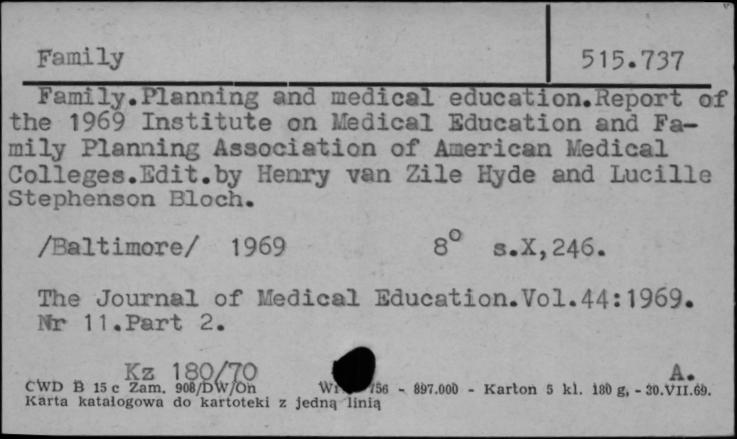 Family 515.737
Family.Planning and medical education.Report of
the 1969 Institute on Medical Education and Fa-
mily Planning Association of American Medical
Colleges.Edit.by Henry van Zile Hyde and Lucille
Stephenson Bloch.
/Baltimore/ 1969 8° s.X,246.
The Journal of Medical Education.Vol.44:1969.
Nr 11.Part 2.
Kz 180/70 A.
CWD B 15 c Zam. 908/DW/On 756 - 897.000 - Karton 5 kl. 180 g, - 30.VII.69.
Karta katalogowa do kartoteki z jedną linią